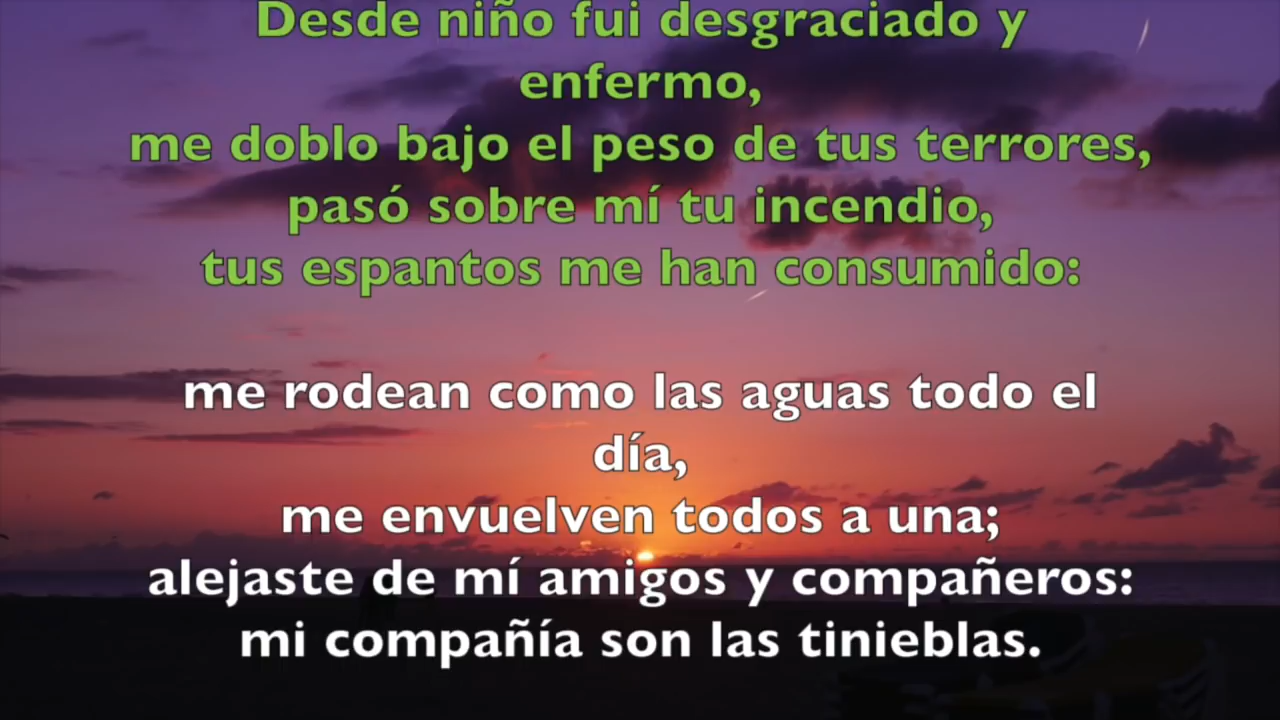 Desde niño fui desgraciado y
enfermo,
me doblo bajo el peso de tus terrores,
pasó sobre mí tu incendio,
tus espantos me han consumido:
me rodean como las aguas todo el
día,
me envuelven todos a una;
alejaste de mí amigos y compañeros:
mi compañía son las tinieblas.